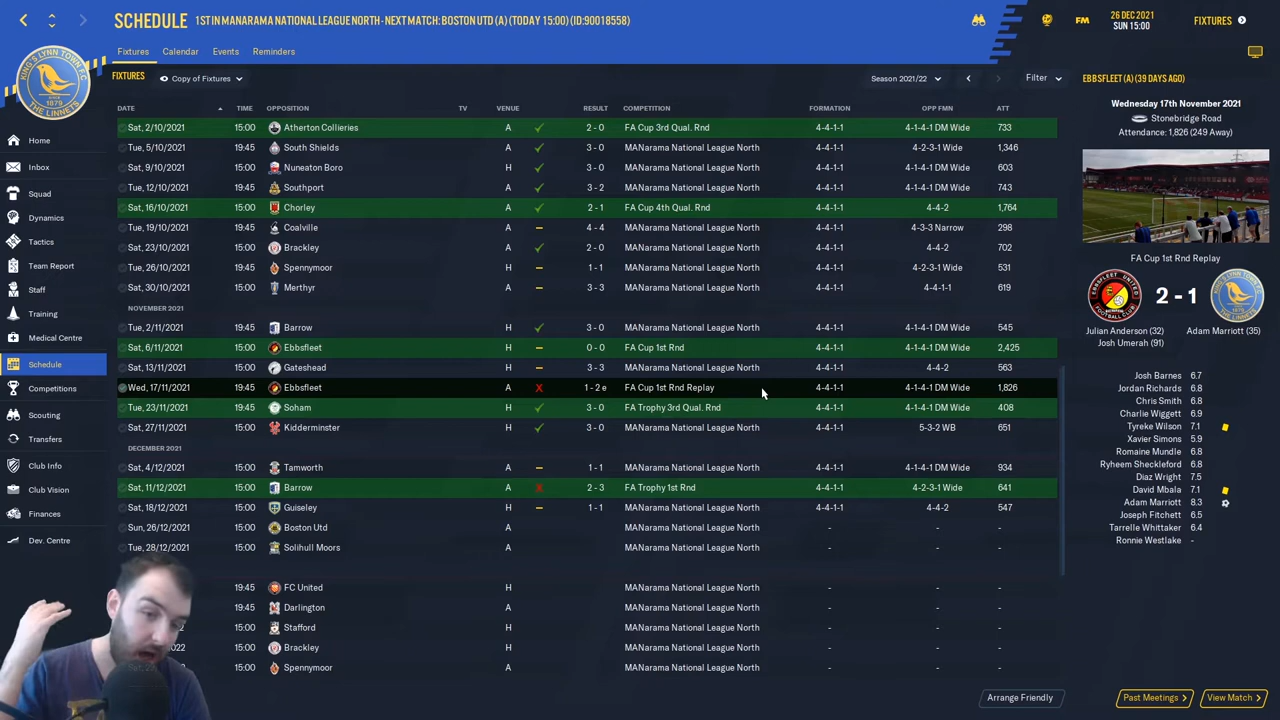 SCHEDULE 1ST IN MANARAMA NATIONAL LEAGUE NORTH - NEXT MATCH: BOSTON UTD (A) (TODAY 15:00) (ID:90018558)
FM
26 DEC 2021
SUN 15:00
FIXTURES
Fixtures Calendar Events Reminders
FIXTURES Copy of Fixtures Season 2021/22 Filter
DATE TIME OPPOSITION TV VENUE RESULT COMPETITION FORMATION OPP FMN ATT
Sat, 2/10/2021 15:00 Atherton Collieries A 2 - 0 FA Cup 3rd Qual. Rnd 4-4-1-1 4-1-4-1 DM Wide 733
Tue, 5/10/2021 19:45 South Shields A 3 - 0 MANarama National League North 4-4-1-1 4-2-3-1 Wide 1,346
Sat, 9/10/2021 15:00 Nuneaton Boro H 3 - 0 MANarama National League North 4-4-1-1 4-1-4-1 DM Wide 603
Tue, 12/10/2021 19:45 Southport A 3 - 2 MANarama National League North 4-4-1-1 4-1-4-1 DM Wide 743
Sat, 16/10/2021 15:00 Chorley A 2 - 1 FA Cup 4th Qual. Rnd 4-4-1-1 4-4-2 1,764
Tue, 19/10/2021 19:45 Coalville A 4 - 4 MANarama National League North 4-4-1-1 4-3-3 Narrow 298
Sat, 23/10/2021 15:00 Brackley A 2 - 0 MANarama National League North 4-4-1-1 4-4-2 702
Tue, 26/10/2021 19:45 Spennymoor H 1 - 1 MANarama National League North 4-4-1-1 4-2-3-1 Wide 531
Sat, 30/10/2021 15:00 Merthyr H 3 - 3 MANarama National League North 4-4-1-1 4-4-1-1 619
NOVEMBER 2021
Tue, 2/11/2021 19:45 Barrow H 3 - 0 MANarama National League North 4-4-1-1 4-1-4-1 DM Wide 545
Sat, 6/11/2021 15:00 Ebbsfleet H 0 - 0 FA Cup 1st Rnd 4-4-1-1 4-1-4-1 DM Wide 2,425
Sat, 13/11/2021 15:00 Gateshead H 3 - 3 MANarama National League North 4-4-1-1 4-4-2 563
Wed, 17/11/2021 19:45 Ebbsfleet A X 1 - 2 e FA Cup 1st Rnd Replay 4-4-1-1 4-1-4-1 DM Wide 1,826
Tue, 23/11/2021 19:45 Soham H 3 - 0 FA Trophy 3rd Qual. Rnd 4-4-1-1 4-1-4-1 DM Wide 408
Sat, 27/11/2021 15:00 Kidderminster H 3 - 0 MANarama National League North 4-4-1-1 5-3-2 WB 651
DECEMBER 2021
Sat, 4/12/2021 15:00 Tamworth A 1 - 1 MANarama National League North 4-4-1-1 4-1-4-1 DM Wide 934
Sat, 11/12/2021 15:00 Barrow A X 2 - 3 FA Trophy 1st Rnd 4-4-1-1 4-2-3-1 Wide 641
Sat, 18/12/2021 15:00 Guiseley H 1 - 1 MANarama National League North 4-4-1-1 4-4-2 547
Sun, 26/12/2021 15:00 Boston Utd A MANarama National League North - - -
Tue, 28/12/2021 15:00 Solihull Moors A MANarama National League North - - -
19:45 FC United H MANarama National League North - - -
19:45 Darlington A MANarama National League North - - -
15:00 Stafford H MANarama National League North - - -
15:00 Brackley H MANarama National League North - - -
15:00 Spennymoor A MANarama National League North - - -
Arrange Friendly
KING'S LYNN TOWN F.C.
1879
THE LINNETS
Home
Inbox
Squad
Dynamics
Tactics
Team Report
Staff
Training
Medical Centre
Schedule
Competitions
Scouting
Transfers
Club Info
Club Vision
Finances
Dev. Centre
EBBSFLEET (A) (39 DAYS AGO)
Wednesday 17th November 2021
Stonebridge Road
Attendance: 1,826 (249 Away)
FA Cup 1st Rnd Replay
2 - 1
Julian Anderson (32) Adam Marriott (35)
Josh Umerah (91)
Josh Barnes 6.7
Jordan Richards 6.8
Chris Smith 6.8
Charlie Wiggett 6.9
Tyreke Wilson 7.1
Xavier Simons 5.9
Romaine Mundle 6.8
Ryheem Sheckleford 6.8
Diaz Wright 7.5
David Mbala 7.1
Adam Marriott 8.3
Joseph Fitchett 6.5
Tarrelle Whittaker 6.4
Ronnie Westlake -
Past Meetings View Match